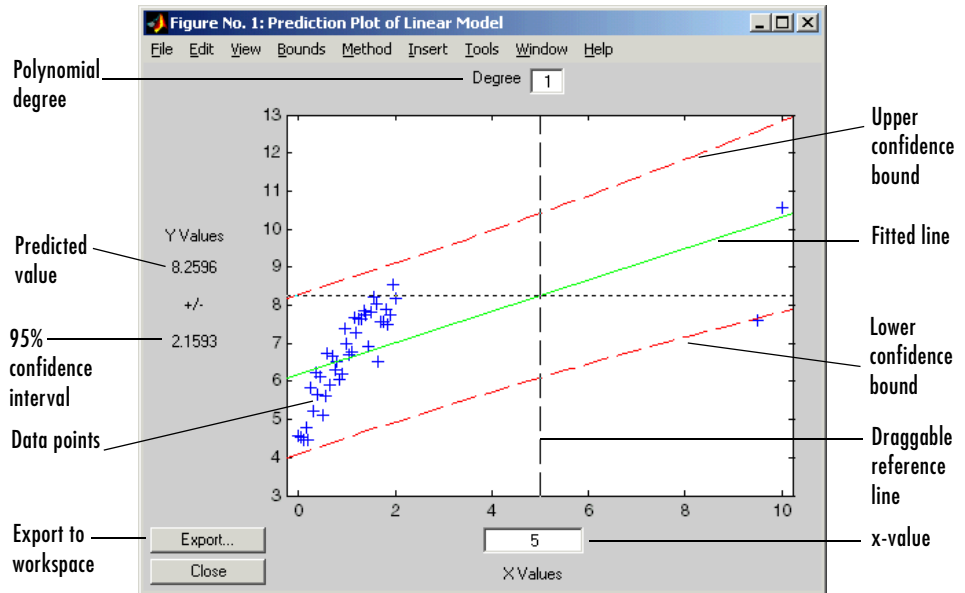 Figure No. 1: Prediction Plot of Linear Model
File Edit View Bounds Method Insert Tools Window Help
Polynomial
degree
Degree 1
13
12
11
10
9
8
7
6
5
4
3
0 2 4 6 8 10
Y Values
8.2596
+/-
2.1593
Predicted
value
95%
confidence
interval
Data points
Export to
workspace
Upper
confidence
bound
Fitted line
Lower
confidence
bound
Draggable
reference
line
x-value
Export...
Close
5
X Values